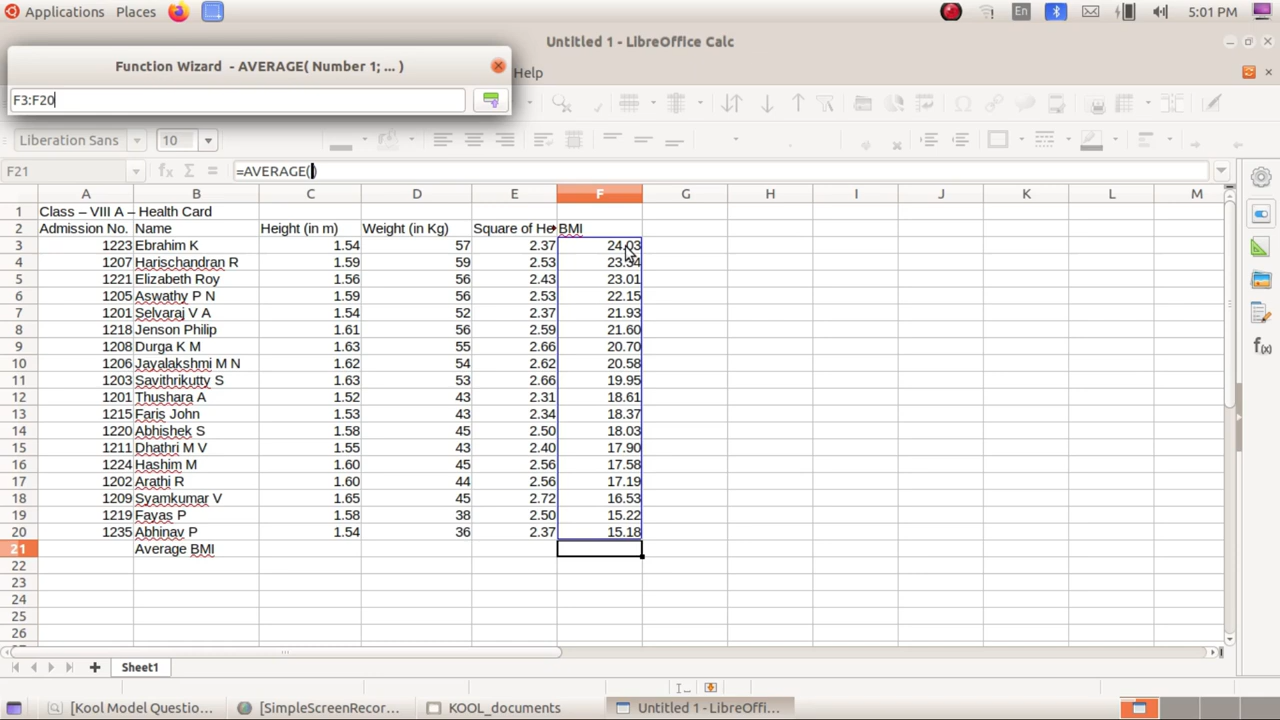 Applications Places En 5:01 PM
Untitled 1 - LibreOffice Calc
Function Wizard - AVERAGE( Number 1; ... )
Help
F3:F20
Liberation Sans 10
F21 fx Σ = =AVERAGE()
A B C D E F G H I J K L M
1 Class – VIII A – Health Card
2 Admission No. Name Height (in m) Weight (in Kg) Square of He BMI
3 1223 Ebrahim K 1.54 57 2.37 24.03
4 1207 Harischandran R 1.59 59 2.53
5 1221 Elizabeth Roy 1.56 56 2.43 23.01
6 1205 Aswathy P N 1.59 56 2.53 22.15
7 1201 Selvaraj V A 1.54 52 2.37 21.93
8 1218 Jenson Philip 1.61 56 2.59 21.60
9 1208 Durga K M 1.63 55 2.66 20.70
10 1206 Jayalakshmi M N 1.62 54 2.62 20.58
11 1203 Savithrikutty S 1.63 53 2.66 19.95
12 1201 Thushara A 1.52 43 2.31 18.61
13 1215 Faris John 1.53 43 2.34 18.37
14 1220 Abhishek S 1.58 45 2.50 18.03
15 1211 Dhathri M V 1.55 43 2.40 17.90
16 1224 Hashim M 1.60 45 2.56 17.58
17 1202 Arathi R 1.60 44 2.56 17.19
18 1209 Syamkumar V 1.65 45 2.72 16.53
19 1219 Fayas P 1.58 38 2.50 15.22
20 1235 Abhinav P 1.54 36 2.37 15.18
21 Average BMI
22
23
24
25
26
Sheet1
[Kool Model Questio... [SimpleScreenRecor... KOOL_documents Untitled 1 - LibreOffi...